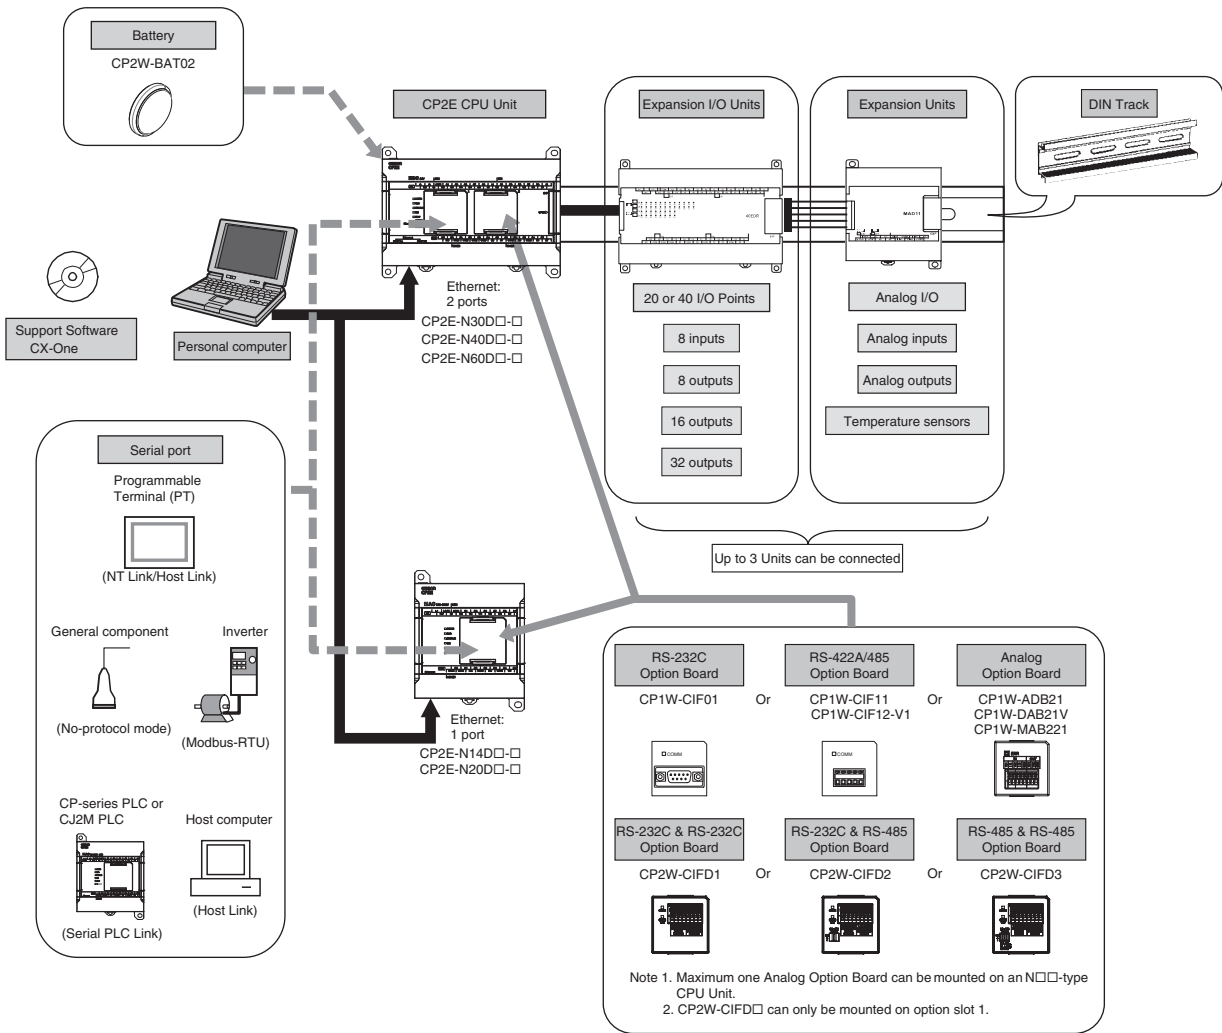 Battery
CP2W-BAT02
CP2E CPU Unit
Expansion I/O Units
Expansion Units
DIN Track
40EDR
MAD11
Support Software
CX-One
Personal computer
Ethernet:
2 ports
CP2E-N30D□-□
CP2E-N40D□-□
CP2E-N60D□-□
20 or 40 I/O Points
8 inputs
8 outputs
16 outputs
32 outputs
Analog I/O
Analog inputs
Analog outputs
Temperature sensors
Up to 3 Units can be connected
Serial port
Programmable
Terminal (PT)
(NT Link/Host Link)
General component
(No-protocol mode)
Inverter
(Modbus-RTU)
CP-series PLC or
CJ2M PLC
(Serial PLC Link)
Host computer
(Host Link)
Ethernet:
1 port
CP2E-N14D□-□
CP2E-N20D□-□
RS-232C
Option Board
CP1W-CIF01
Or
RS-422A/485
Option Board
CP1W-CIF11
CP1W-CIF12-V1
Or
Analog
Option Board
CP1W-ADB21
CP1W-DAB21V
CP1W-MAB221
COMM
COMM
RS-232C & RS-232C
Option Board
CP2W-CIFD1
Or
RS-232C & RS-485
Option Board
CP2W-CIFD2
Or
RS-485 & RS-485
Option Board
CP2W-CIFD3
Note 1. Maximum one Analog Option Board can be mounted on an N□□-type
CPU Unit.
2. CP2W-CIFD□ can only be mounted on option slot 1.